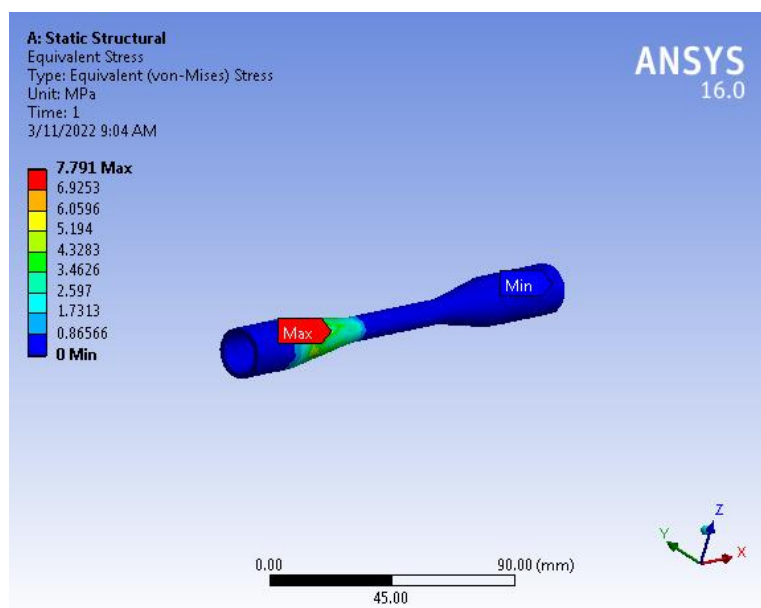 A: Static Structural
Equivalent Stress
Type: Equivalent (von-Mises) Stress
Unit: MPa
Time: 1
3/11/2022 9:04 AM
ANSYS
16.0
7.791 Max
6.9253
6.0596
5.194
4.3283
3.4626
2.597
1.7313
0.86566
0 Min
Max
Min
0.00
90.00 (mm)
45.00
Z
Y
X